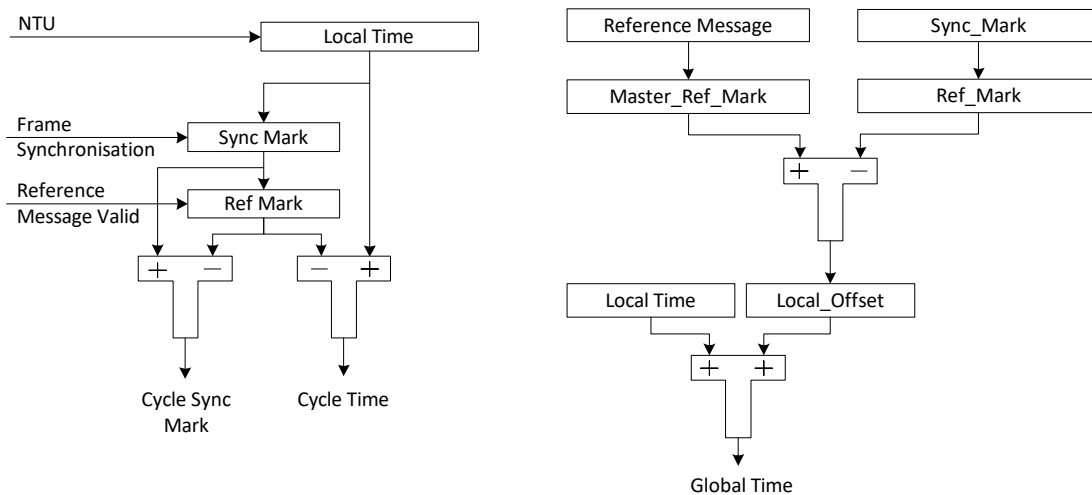 NTU
Local Time
Frame
Synchronisation
Sync Mark
Reference
Message Valid
Ref Mark
+ −
− +
Cycle Sync
Mark
Cycle Time
Reference Message
Sync_Mark
Master_Ref_Mark
Ref_Mark
+ −
Local Time
Local_Offset
+ +
Global Time